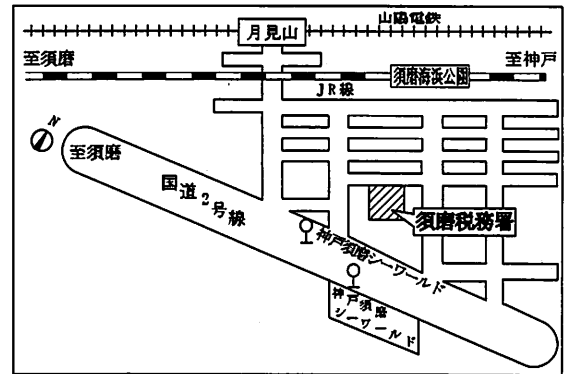 山陽電鉄
月見山
至須磨
至神戸
須磨海浜公園
JR線
N
至須磨
国道2号線
須磨税務署
神戸須磨シーワールド
神戸須磨
シーワールド